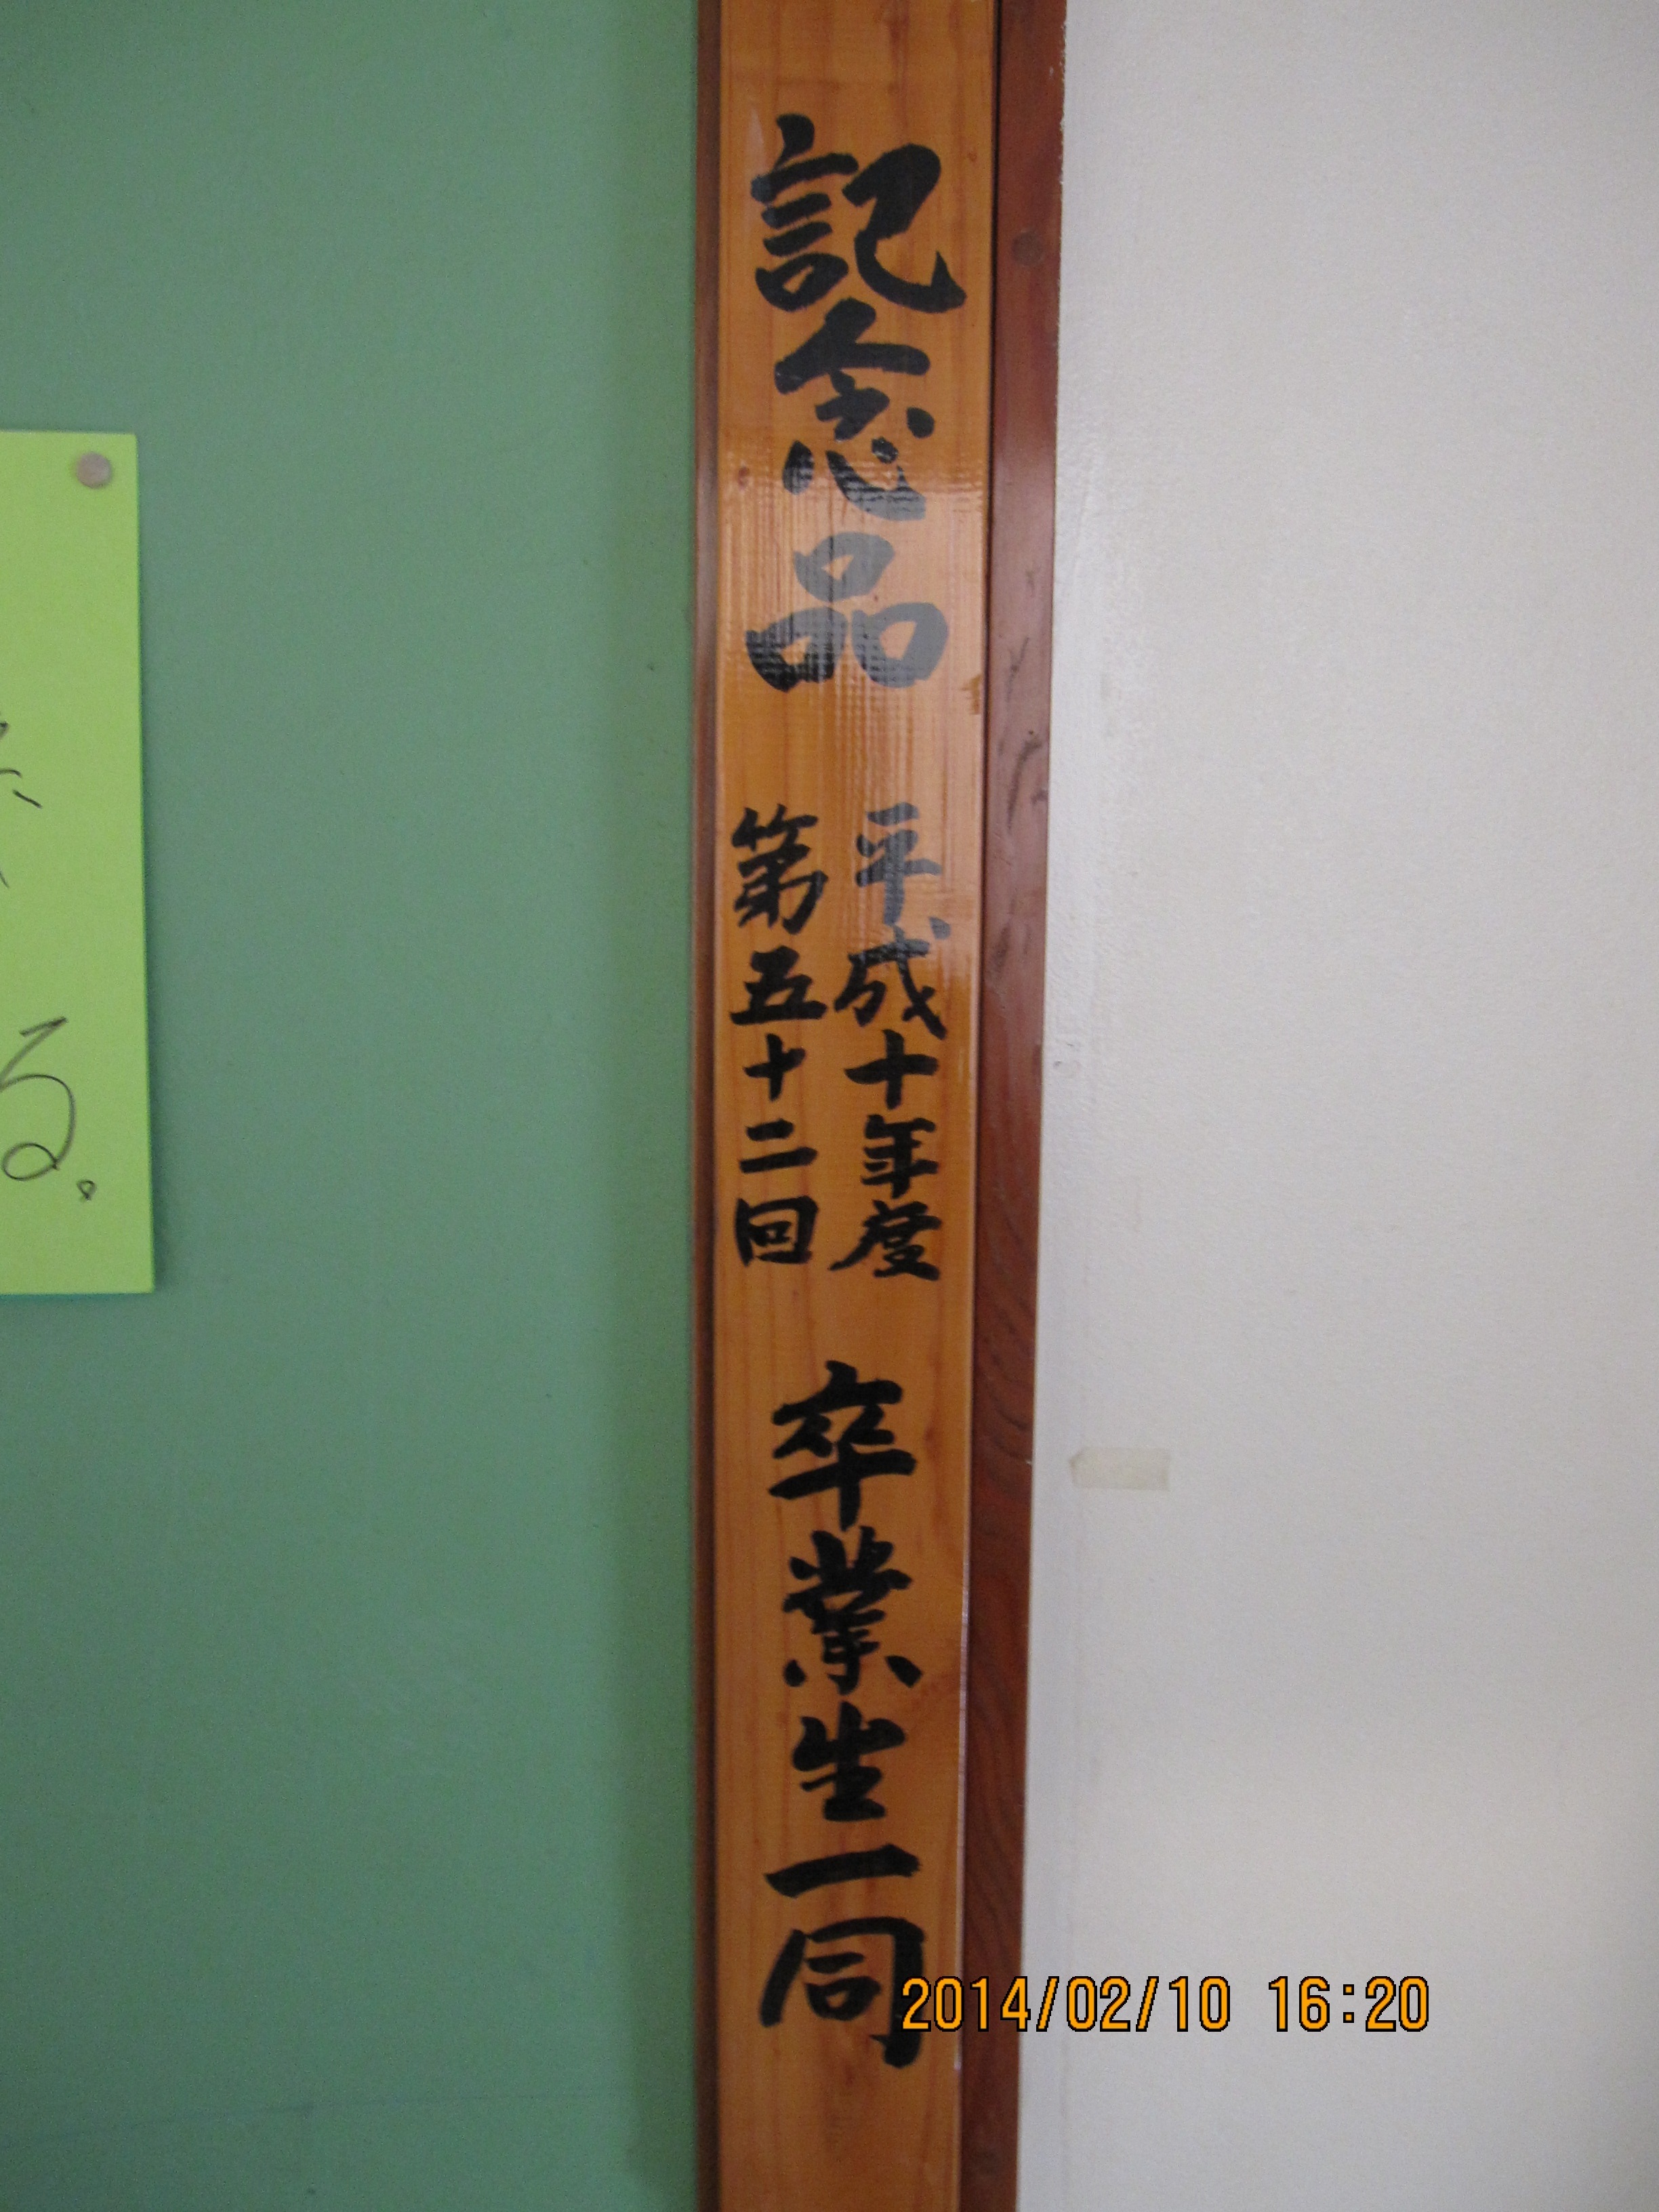 記念品
平成十年度
第五十二回
卒業生一同
る。
2014/02/10 16:20